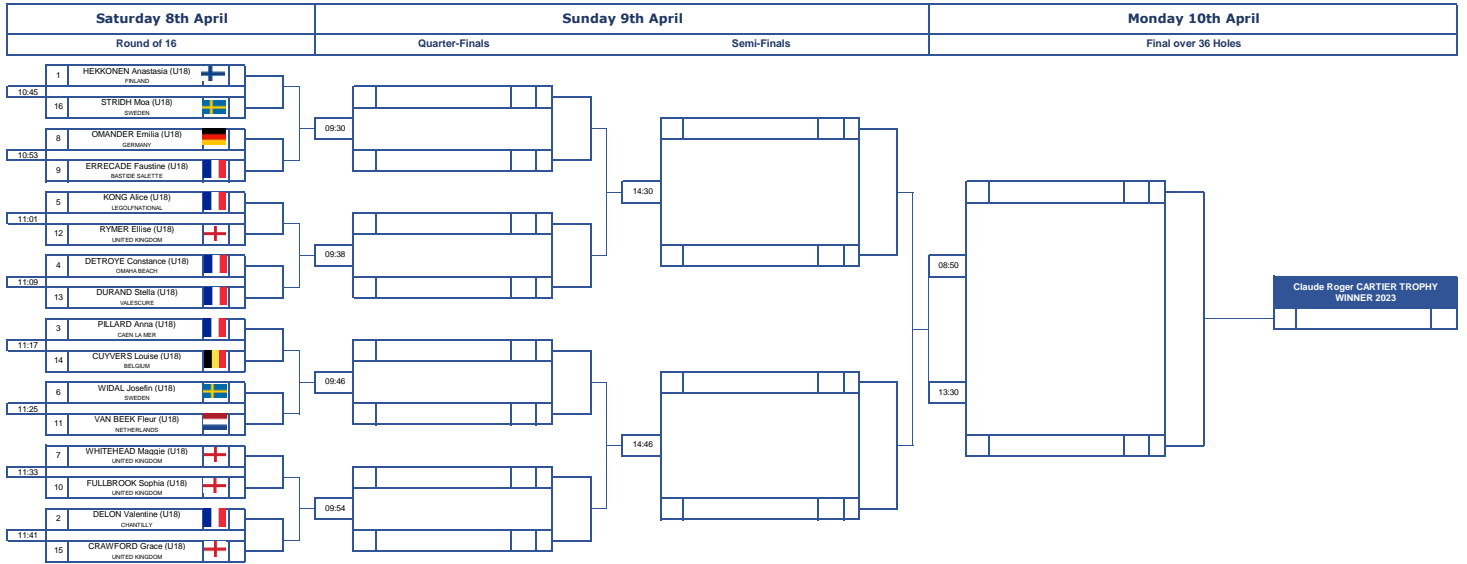 Saturday 8th April
Sunday 9th April
Monday 10th April
Round of 16
Quarter-Finals
Semi-Finals
Final over 36 Holes
1 HEKKONEN Anastasia (U18)
FINLAND
10:45
16 STRIDH Moa (U18)
SWEDEN
8 OMANDER Emilia (U18)
GERMANY
10:53
9 ERRECADE Faustine (U18)
BASTIDE SALETTE
5 KONG Alice (U18)
LEGOLFNATIONAL
11:01
12 RYMER Ellise (U18)
UNITED KINGDOM
4 DETROYE Constance (U18)
OMAHA BEACH
11:09
13 DURAND Stella (U18)
VALESCURE
3 PILLARD Anna (U18)
CAEN LA MER
11:17
14 CUYVERS Louise (U18)
BELGIUM
6 WIDAL Josefin (U18)
SWEDEN
11:25
11 VAN BEEK Fleur (U18)
NETHERLANDS
7 WHITEHEAD Maggie (U18)
UNITED KINGDOM
11:33
10 FULLBROOK Sophia (U18)
UNITED KINGDOM
2 DELON Valentine (U18)
CHANTILLY
11:41
15 CRAWFORD Grace (U18)
UNITED KINGDOM
09:30
09:38
09:46
09:54
14:30
14:46
08:50
13:30
Claude Roger CARTIER TROPHY
WINNER 2023